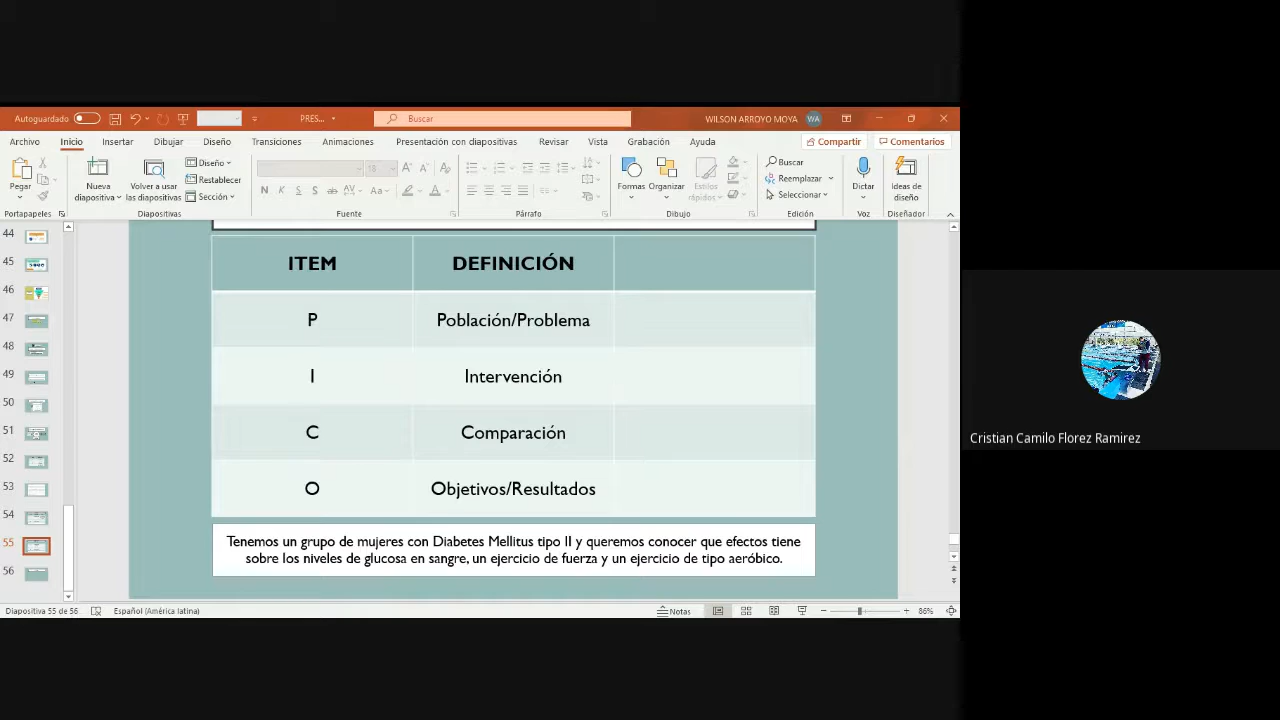 Autoguardado
PRES...
Buscar
WILSON ARROYO MOYA
WA
Archivo
Inicio
Insertar
Dibujar
Diseño
Transiciones
Animaciones
Presentación con diapositivas
Revisar
Vista
Grabación
Ayuda
Compartir
Comentarios
Pegar
Nueva diapositiva
Volver a usar las diapositivas
Diseño
Restablecer
Sección
18
N K S S ab AV Aa A
Formas
Organizar
Estilos rápidos
Buscar
Reemplazar
Seleccionar
Dictar
Ideas de diseño
Portapapeles
Diapositivas
Fuente
Párrafo
Dibujo
Edición
Voz
Diseñador
44
45
46
47
48
49
50
51
52
53
54
55
56
ITEM DEFINICIÓN
P Población/Problema
I Intervención
C Comparación
O Objetivos/Resultados
Tenemos un grupo de mujeres con Diabetes Mellitus tipo II y queremos conocer que efectos tiene
sobre los niveles de glucosa en sangre, un ejercicio de fuerza y un ejercicio de tipo aeróbico.
Cristian Camilo Florez Ramirez
Diapositiva 55 de 56
Español (América latina)
Notas
86%